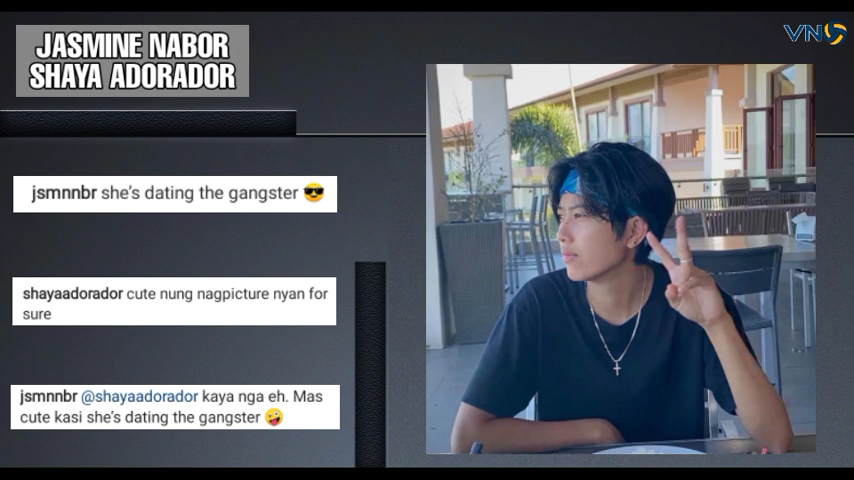 JASMINE NABOR
SHAYA ADORADOR
VN
jsmnnbr she's dating the gangster 😎
shayaadorador cute nung nagpicture nyan for
sure
jsmnnbr @shayaadorador kaya nga eh. Mas
cute kasi she's dating the gangster 🤪